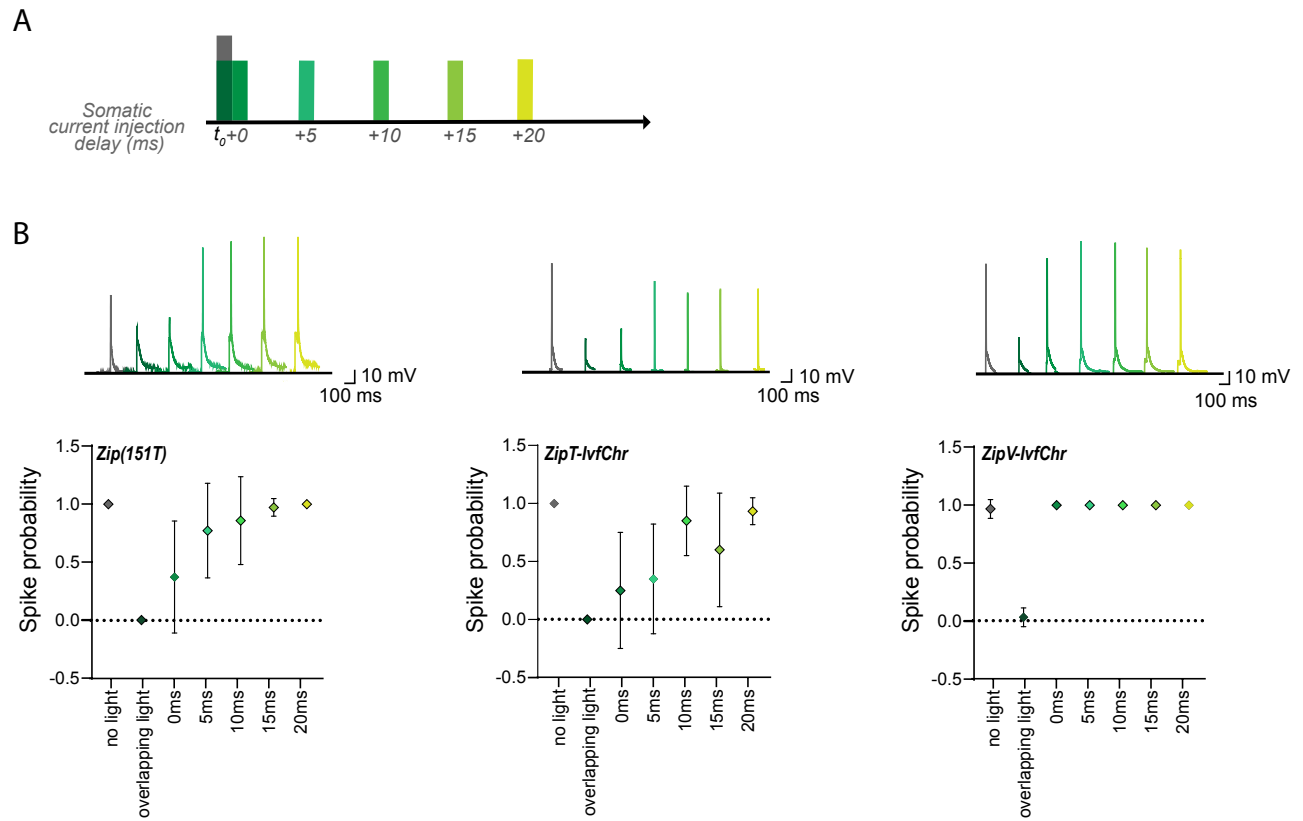 A
Somatic
current injection
delay (ms)
t₀+0
+5
+10
+15
+20
B
10 mV
100 ms
10 mV
100 ms
10 mV
100 ms
Zip(151T)
Spike probability
1.5
1.0
0.5
0.0
-0.5
no light
overlapping light
0ms
5ms
10ms
15ms
20ms
ZipT-IvfChr
Spike probability
1.5
1.0
0.5
0.0
-0.5
no light
overlapping light
0ms
5ms
10ms
15ms
20ms
ZipV-IvfChr
Spike probability
1.5
1.0
0.5
0.0
-0.5
no light
overlapping light
0ms
5ms
10ms
15ms
20ms